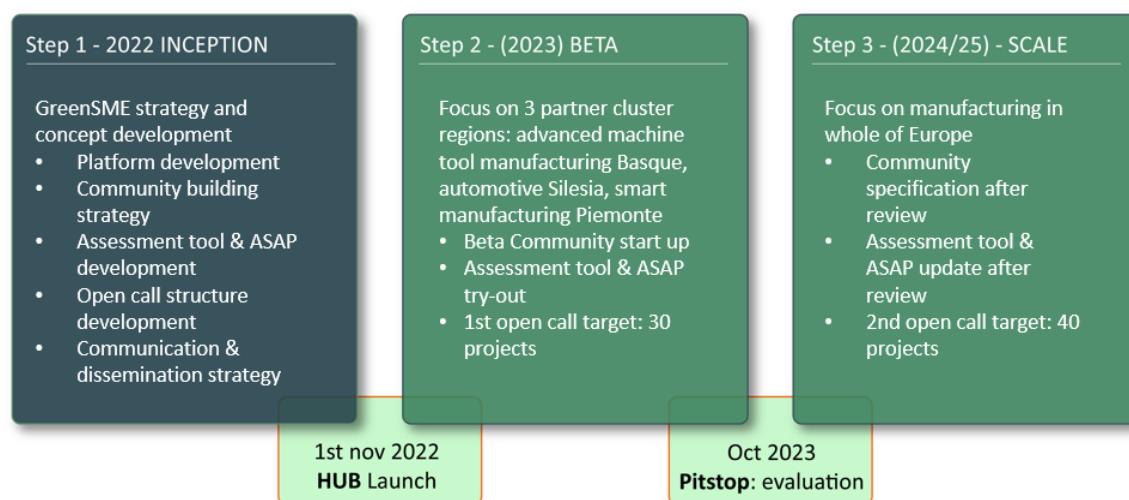 Step 1 - 2022 INCEPTION
GreenSME strategy and
concept development
• Platform development
• Community building
strategy
• Assessment tool & ASAP
development
• Open call structure
development
• Communication &
dissemination strategy
Step 2 - (2023) BETA
Focus on 3 partner cluster
regions: advanced machine
tool manufacturing Basque,
automotive Silesia, smart
manufacturing Piemonte
• Beta Community start up
• Assessment tool & ASAP
try-out
• 1st open call target: 30
projects
Step 3 - (2024/25) - SCALE
Focus on manufacturing in
whole of Europe
• Community
specification after
review
• Assessment tool &
ASAP update after
review
• 2nd open call target: 40
projects
1st nov 2022
HUB Launch
Oct 2023
Pitstop: evaluation